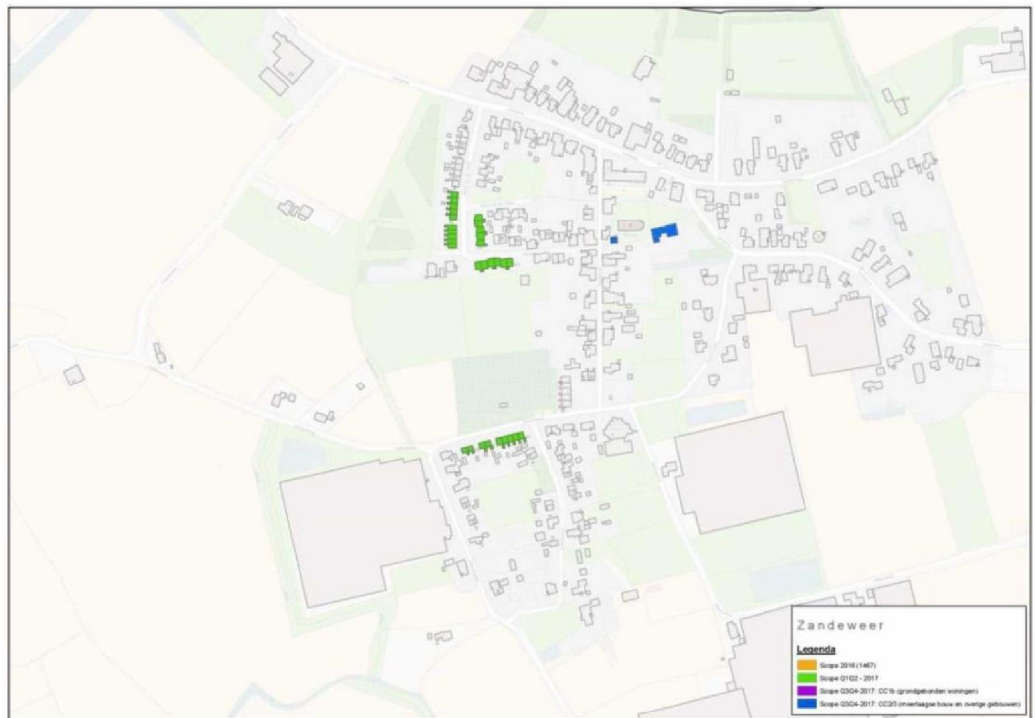 Zandeweer
Legenda
Scope 2016 (1467)
Scope Q1Q2 - 2017
Scope Q3Q4-2017: CC1b (grondgebonden woningen)
Scope Q3Q4-2017: CC2/3 (meerlaagse bouw en overige gebouwen)